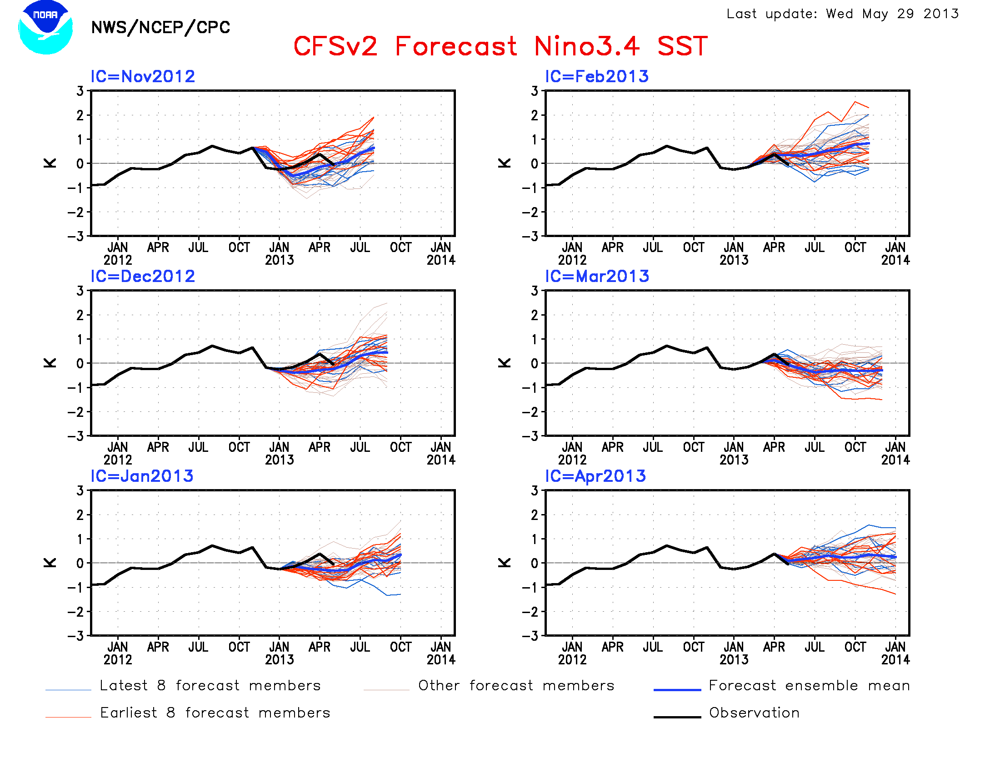 NOAA
NWS/NCEP/CPC
Last update: Wed May 29 2013
CFSv2 Forecast Nino3.4 SST
IC=Nov2012
K
3
2
1
0
−1
−2
−3
JAN APR JUL OCT JAN APR JUL OCT JAN
2012 2013 2014
IC=Feb2013
K
3
2
1
0
−1
−2
−3
JAN APR JUL OCT JAN APR JUL OCT JAN
2012 2013 2014
IC=Dec2012
K
3
2
1
0
−1
−2
−3
JAN APR JUL OCT JAN APR JUL OCT JAN
2012 2013 2014
IC=Mar2013
K
3
2
1
0
−1
−2
−3
JAN APR JUL OCT JAN APR JUL OCT JAN
2012 2013 2014
IC=Jan2013
K
3
2
1
0
−1
−2
−3
JAN APR JUL OCT JAN APR JUL OCT JAN
2012 2013 2014
IC=Apr2013
K
3
2
1
0
−1
−2
−3
JAN APR JUL OCT JAN APR JUL OCT JAN
2012 2013 2014
Latest 8 forecast members
Other forecast members
Forecast ensemble mean
Earliest 8 forecast members
Observation